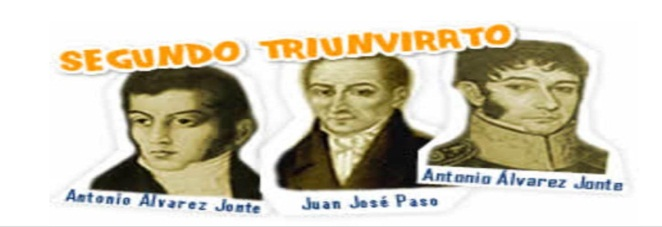 SEGUNDO TRIUNVIRATO
Antonio Álvarez Jonte
Juan José Paso
Antonio Álvarez Jonte